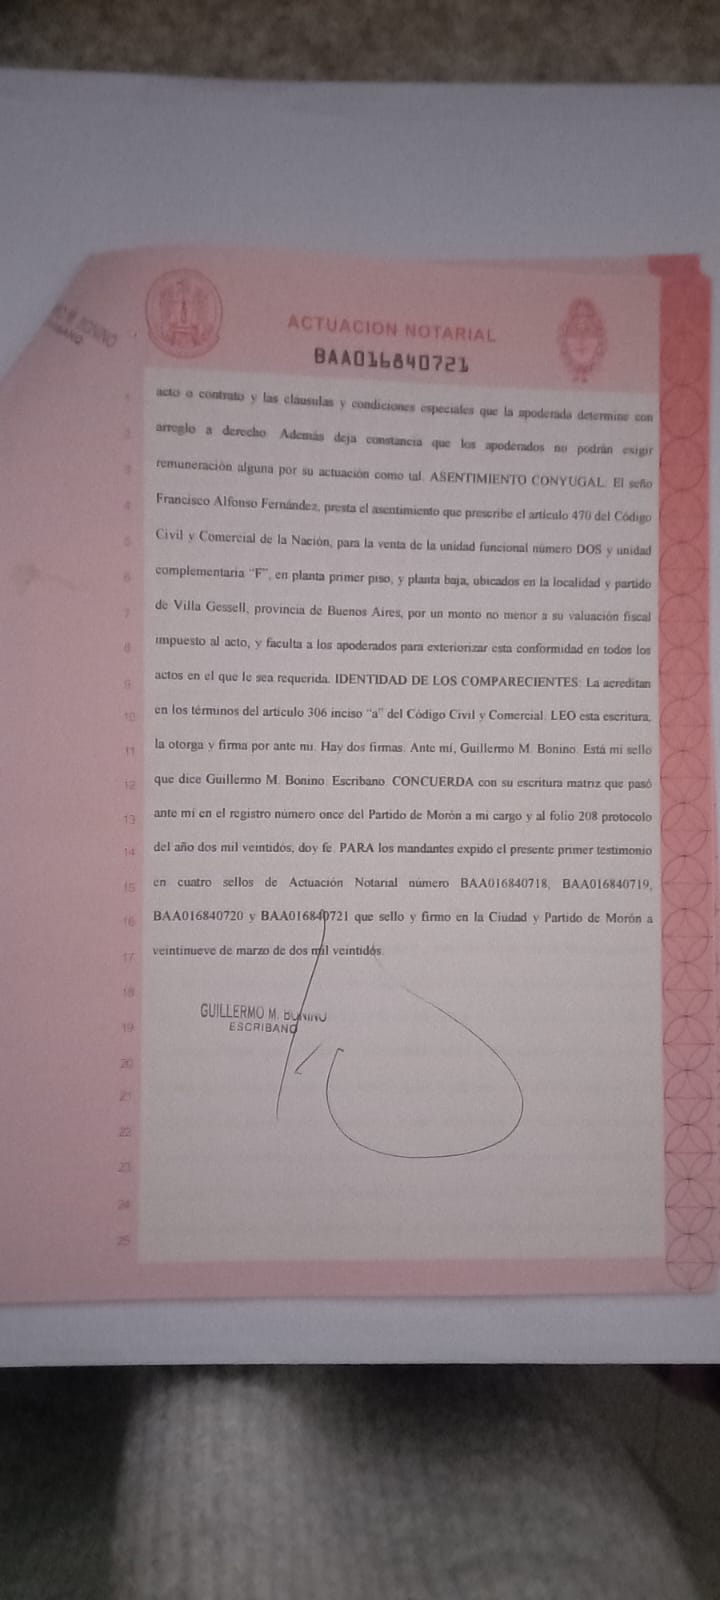 ACTUACION NOTARIAL
BAA016840721
1 acto o contrato y las cláusulas y condiciones especiales que la apoderada determine con
2 arreglo a derecho. Además deja constancia que los apoderados no podrán exigir
3 remuneración alguna por su actuación como tal. ASENTIMIENTO CONYUGAL: El seño
4 Francisco Alfonso Fernández, presta el asentimiento que prescribe el artículo 470 del Código
5 Civil y Comercial de la Nación, para la venta de la unidad funcional número DOS y unidad
6 complementaria "F", en planta primer piso, y planta baja, ubicados en la localidad y partido
7 de Villa Gessell, provincia de Buenos Aires, por un monto no menor a su valuación fiscal
8 impuesto al acto, y faculta a los apoderados para exteriorizar esta conformidad en todos los
9 actos en el que le sea requerida. IDENTIDAD DE LOS COMPARECIENTES: La acreditan
10 en los términos del artículo 306 inciso "a" del Código Civil y Comercial. LEO esta escritura,
11 la otorga y firma por ante mi. Hay dos firmas. Ante mí, Guillermo M. Bonino. Está mi sello
12 que dice Guillermo M. Bonino. Escribano. CONCUERDA con su escritura matriz que pasó
13 ante mí en el registro número once del Partido de Morón a mi cargo y al folio 208 protocolo
14 del año dos mil veintidós, doy fe. PARA los mandantes expido el presente primer testimonio
15 en cuatro sellos de Actuación Notarial número BAA016840718, BAA016840719,
16 BAA016840720 y BAA016840721 que sello y firmo en la Ciudad y Partido de Morón a
17 veintinueve de marzo de dos mil veintidós.
18
19
20
21
22
23
24
25
GUILLERMO M. BONINO
ESCRIBANO